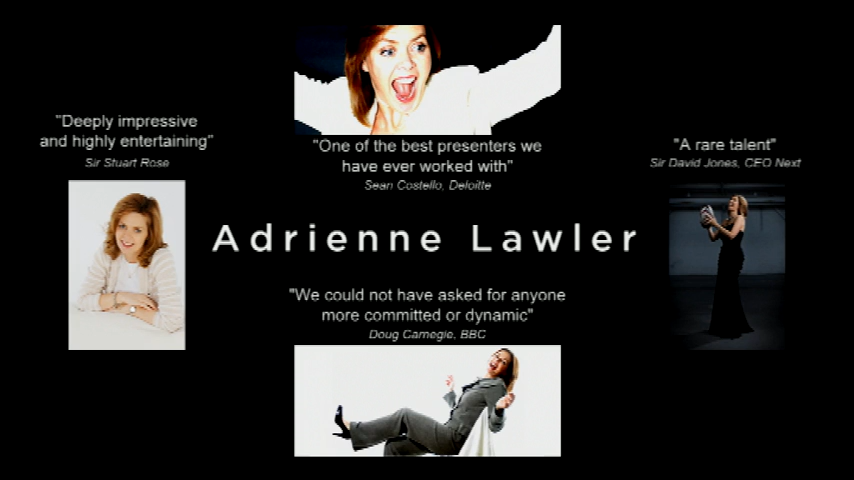 "Deeply impressive
and highly entertaining"
Sir Stuart Rose
"One of the best presenters we
have ever worked with"
Sean Costello, Deloitte
"A rare talent"
Sir David Jones, CEO Next
Adrienne Lawler
"We could not have asked for anyone
more committed or dynamic"
Doug Carnegie, BBC